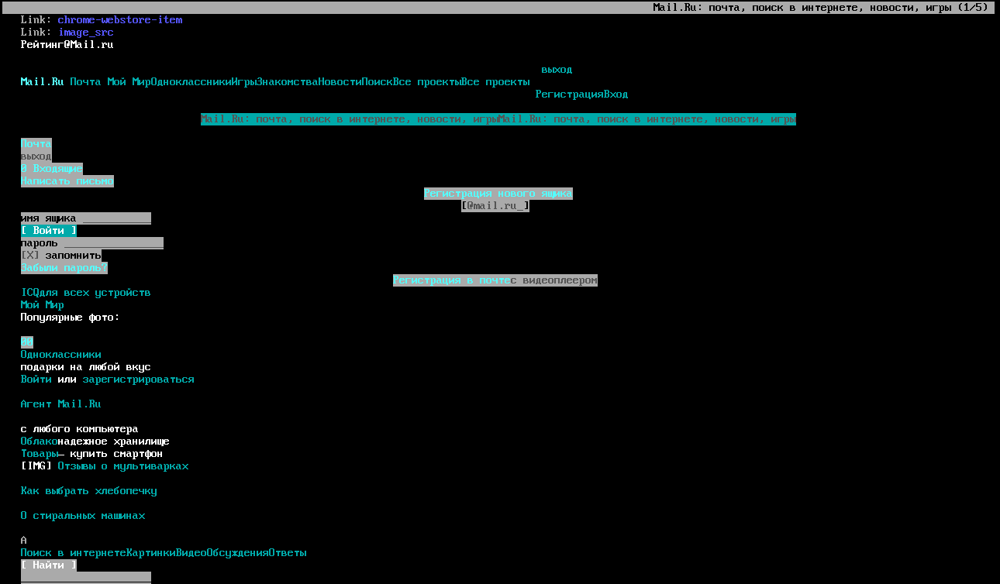 Mail.Ru: почта, поиск в интернете, новости, игры (1/5)
Link: chrome-webstore-item
Link: image_src
Рейтинг@Mail.ru
выход
Mail.Ru Почта Мой МирОдноклассникиИгрыЗнакомстваНовостиПоискВсе проектыВсе проекты
РегистрацияВход
Mail.Ru: почта, поиск в интернете, новости, игрыMail.Ru: почта, поиск в интернете, новости, игры
Почта
выход
0 Входящие
Написать письмо
Регистрация нового ящика
[@mail.ru_]
имя ящика ___________
[ Войти ]
пароль ________________
[X] запомнить
Забыли пароль?
Регистрация в почтес видеоплеером
ICQдля всех устройств
Мой Мир
Популярные фото:
00
Одноклассники
подарки на любой вкус
Войти или зарегистрироваться
Агент Mail.Ru
с любого компьютера
Облаконадежное хранилище
Товары— купить смартфон
[IMG] Отзывы о мультиварках
Как выбрать хлебопечку
О стиральных машинах
А
Поиск в интернетеКартинкиВидеоОбсужденияОтветы
[ Найти ]